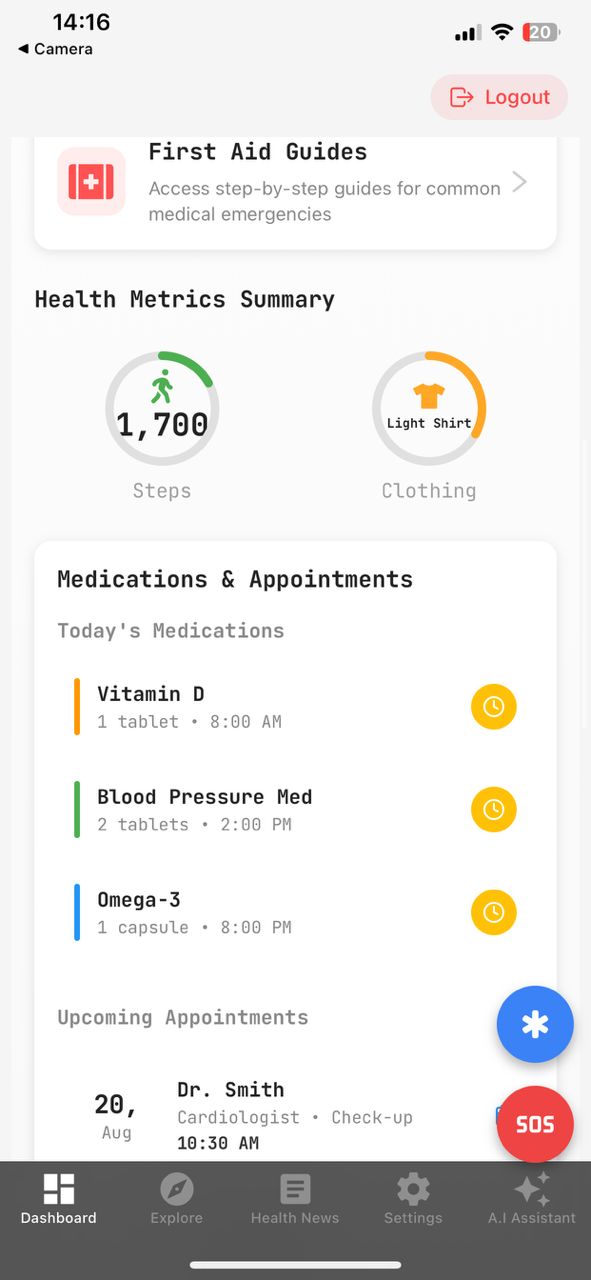 14:16
20
◀ Camera
Logout
First Aid Guides
Access step-by-step guides for common
medical emergencies
Health Metrics Summary
1,700
Light Shirt
Steps
Clothing
Medications & Appointments
Today's Medications
Vitamin D
1 tablet • 8:00 AM
Blood Pressure Med
2 tablets • 2:00 PM
Omega-3
1 capsule • 8:00 PM
Upcoming Appointments
20,
Aug
Dr. Smith
Cardiologist • Check-up
10:30 AM
SOS
Dashboard
Explore
Health News
Settings
A.I Assistant